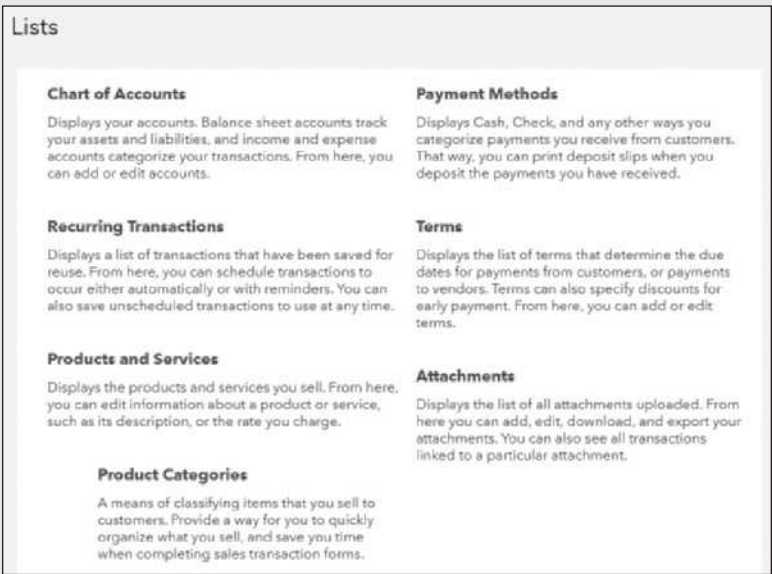 Lists
Chart of Accounts
Displays your accounts. Balance sheet accounts track
your assets and liabilities, and income and expense
accounts categorize your transactions. From here, you
can add or edit accounts.
Recurring Transactions
Displays a list of transactions that have been saved for
reuse. From here, you can schedule transactions to
occur either automatically or with reminders. You can
also save unscheduled transactions to use at any time.
Products and Services
Displays the products and services you sell. From here,
you can edit information about a product or service,
such as its description, or the rate you charge.
Product Categories
A means of classifying items that you sell to
customers. Provide a way for you to quickly
organize what you sell, and save you time
when completing sales transaction forms.
Payment Methods
Displays Cash, Check, and any other ways you
categorize payments you receive from customers.
That way, you can print deposit slips when you
deposit the payments you have received.
Terms
Displays the list of terms that determine the due
dates for payments from customers, or payments
to vendors. Terms can also specify discounts for
early payment. From here, you can add or edit
terms.
Attachments
Displays the list of all attachments uploaded. From
here you can add, edit, download, and export your
attachments. You can also see all transactions
linked to a particular attachment.